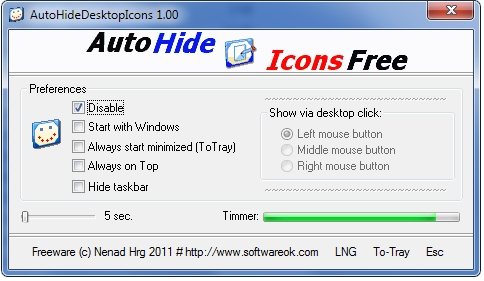 AutoHideDesktopIcons 1.00
Auto Hide Icons Free
Preferences
Disable
Start with Windows
Always start minimized (ToTray)
Always on Top
Hide taskbar
Show via desktop click:
Left mouse button
Middle mouse button
Right mouse button
5 sec.
Timmer:
Freeware (c) Nenad Hrg 2011 # http://www.softwareok.com LNG To-Tray Esc